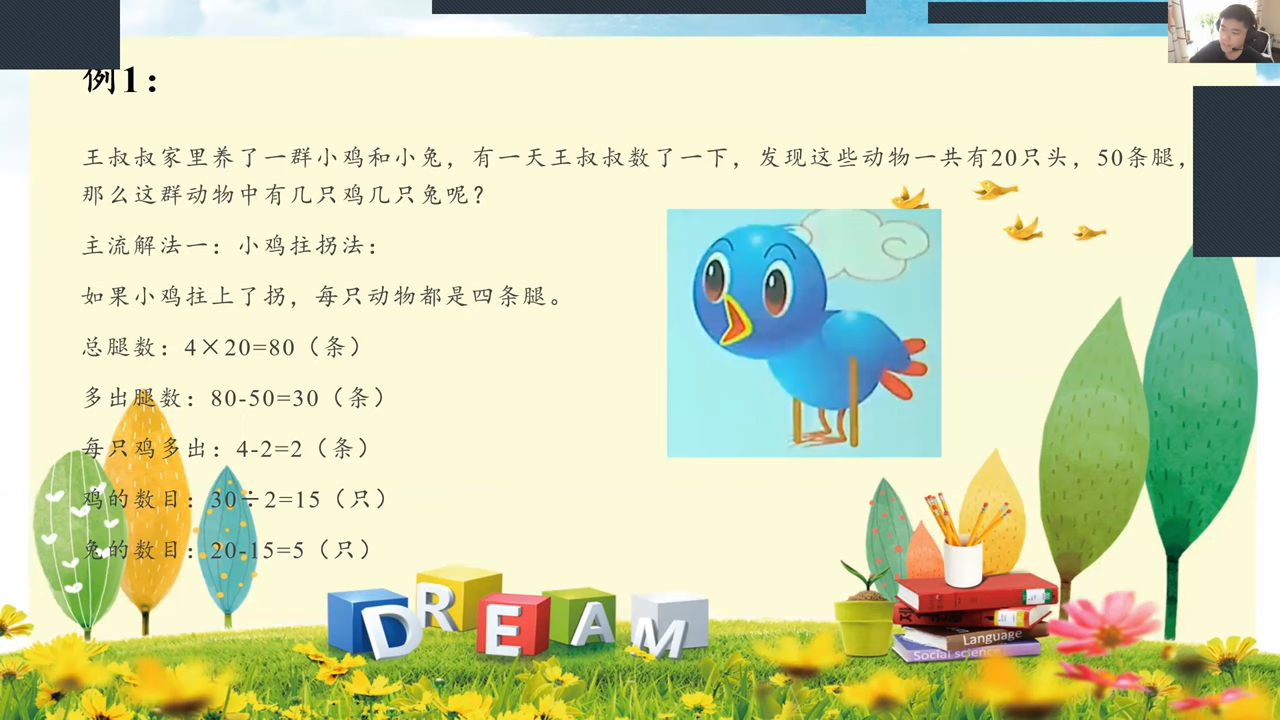 例1：
王叔叔家里养了一群小鸡和小兔，有一天王叔叔数了一下，发现这些动物一共有20只头，50条腿，
那么这群动物中有几只鸡几只兔呢？
主流解法一：小鸡拄拐法：
如果小鸡拄上了拐，每只动物都是四条腿。
总腿数：4×20=80（条）
多出腿数：80-50=30（条）
每只鸡多出：4-2=2（条）
鸡的数目：30÷2=15（只）
兔的数目：20-15=5（只）
DREAM
Language
Social science